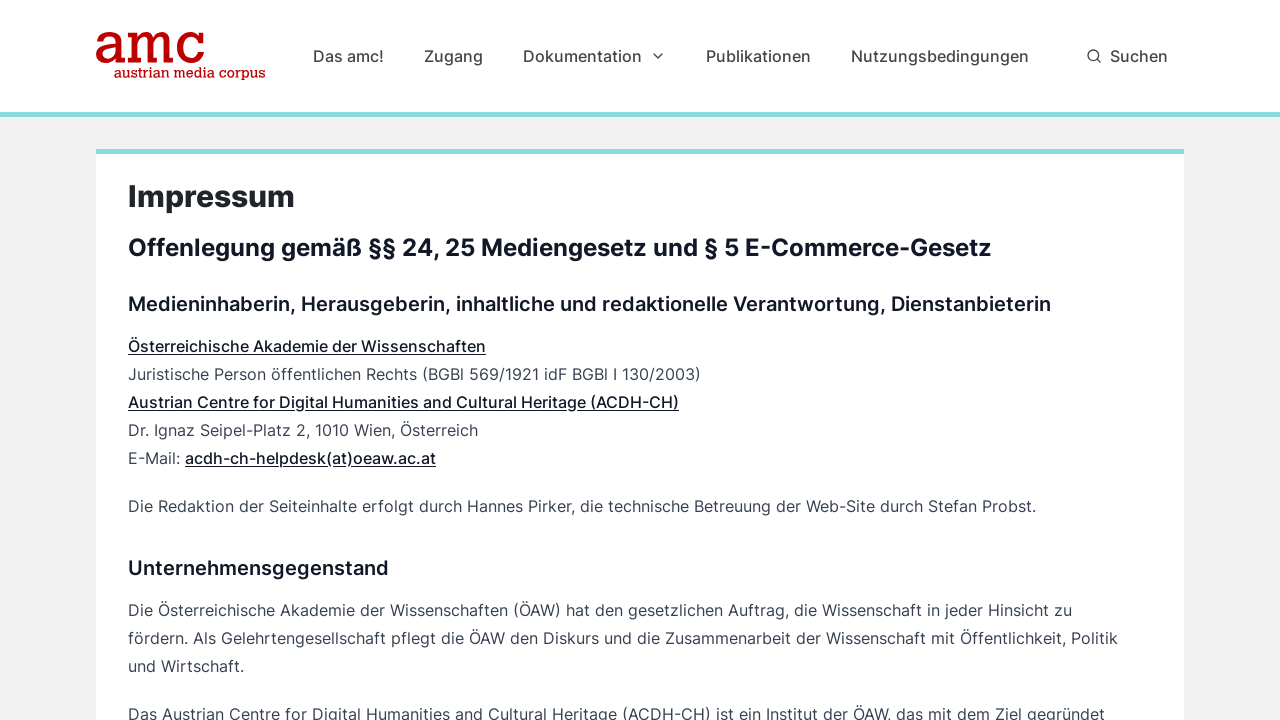 amc
austrian media corpus
Das amc!
Zugang
Dokumentation
Publikationen
Nutzungsbedingungen
Suchen
Impressum
Offenlegung gemäß §§ 24, 25 Mediengesetz und § 5 E-Commerce-Gesetz
Medieninhaberin, Herausgeberin, inhaltliche und redaktionelle Verantwortung, Dienstanbieterin
Österreichische Akademie der Wissenschaften
Juristische Person öffentlichen Rechts (BGBl 569/1921 idF BGBl I 130/2003)
Austrian Centre for Digital Humanities and Cultural Heritage (ACDH-CH)
Dr. Ignaz Seipel-Platz 2, 1010 Wien, Österreich
E-Mail: acdh-ch-helpdesk(at)oeaw.ac.at
Die Redaktion der Seiteinhalte erfolgt durch Hannes Pirker, die technische Betreuung der Web-Site durch Stefan Probst.
Unternehmensgegenstand
Die Österreichische Akademie der Wissenschaften (ÖAW) hat den gesetzlichen Auftrag, die Wissenschaft in jeder Hinsicht zu
fördern. Als Gelehrtengesellschaft pflegt die ÖAW den Diskurs und die Zusammenarbeit der Wissenschaft mit Öffentlichkeit, Politik
und Wirtschaft.
Das Austrian Centre for Digital Humanities and Cultural Heritage (ACDH-CH) ist ein Institut der ÖAW, das mit dem Ziel gegründet